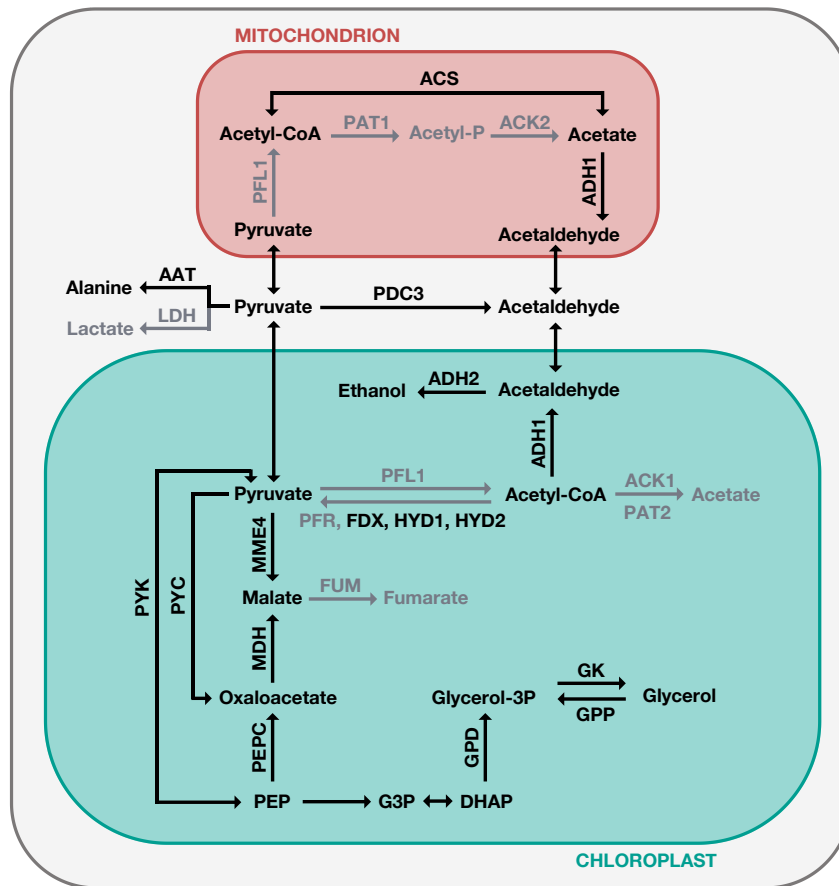 MITOCHONDRION
ACS
Acetyl-CoA PAT1 Acetyl-P ACK2 Acetate
PFL1
ADH1
Pyruvate Acetaldehyde
AAT
Alanine
Pyruvate PDC3 Acetaldehyde
LDH
Lactate
Ethanol ADH2 Acetaldehyde
ADH1
PFL1
Pyruvate Acetyl-CoA ACK1 Acetate
PFR, FDX, HYD1, HYD2 PAT2
MME4
PYK
PYC
FUM
Malate Fumarate
MDH
GK
Oxaloacetate Glycerol-3P Glycerol
GPP
PEPC
GPD
PEP G3P DHAP
CHLOROPLAST